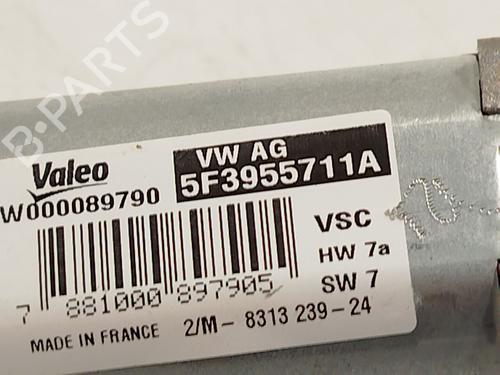 B-PARTS
Valeo
VW AG
W000089790
5F3955711A
VSC
HW 7a
SW 7
7 881000 897905
MADE IN FRANCE
2/M - 8313 239-24